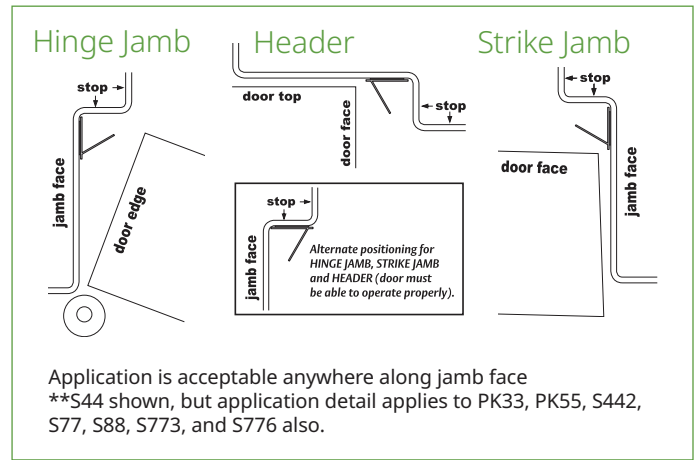 Hinge Jamb
Header
Strike Jamb
stop
jamb face
door edge
door top
door face
stop
stop
door face
jamb face
stop
jamb face
Alternate positioning for
HINGE JAMB, STRIKE JAMB
and HEADER (door must
be able to operate properly).
Application is acceptable anywhere along jamb face
**S44 shown, but application detail applies to PK33, PK55, S442,
S77, S88, S773, and S776 also.